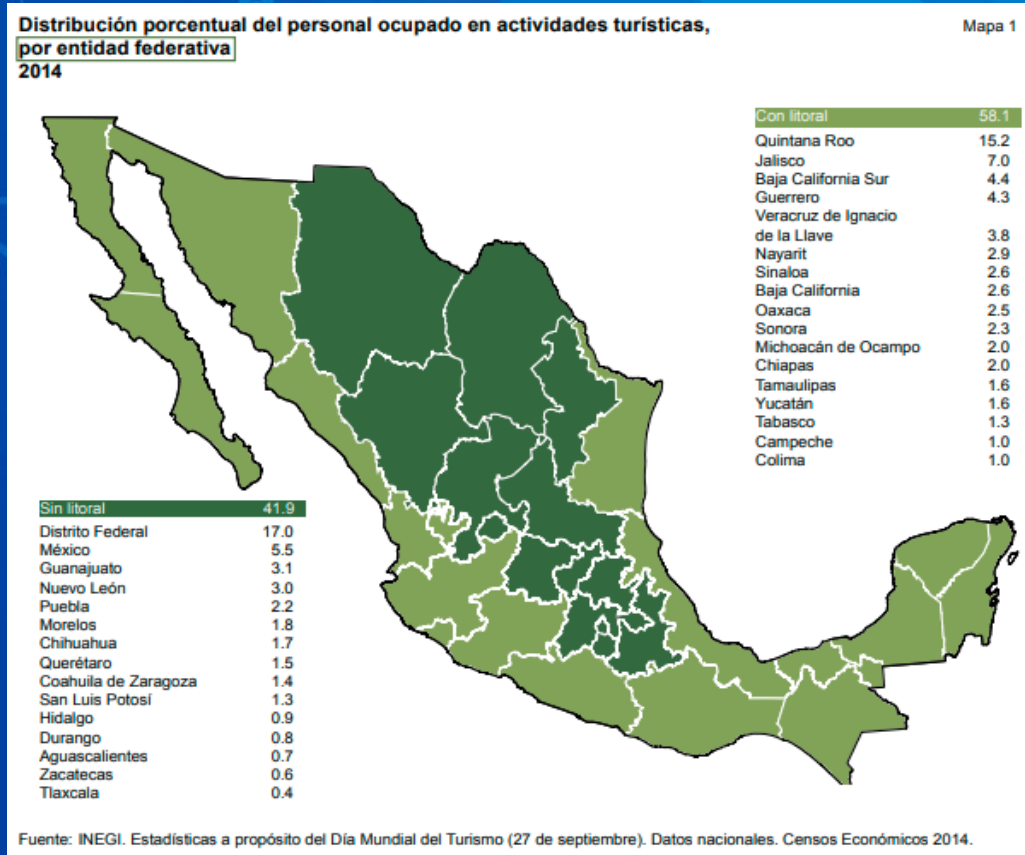 Distribución porcentual del personal ocupado en actividades turísticas,
por entidad federativa
2014
Mapa 1
Con litoral 58.1
Quintana Roo 15.2
Jalisco 7.0
Baja California Sur 4.4
Guerrero 4.3
Veracruz de Ignacio
de la Llave 3.8
Nayarit 2.9
Sinaloa 2.6
Baja California 2.6
Oaxaca 2.5
Sonora 2.3
Michoacán de Ocampo 2.0
Chiapas 2.0
Tamaulipas 1.6
Yucatán 1.6
Tabasco 1.3
Campeche 1.0
Colima 1.0
Sin litoral 41.9
Distrito Federal 17.0
México 5.5
Guanajuato 3.1
Nuevo León 3.0
Puebla 2.2
Morelos 1.8
Chihuahua 1.7
Querétaro 1.5
Coahuila de Zaragoza 1.4
San Luis Potosí 1.3
Hidalgo 0.9
Durango 0.8
Aguascalientes 0.7
Zacatecas 0.6
Tlaxcala 0.4
Fuente: INEGI. Estadísticas a propósito del Día Mundial del Turismo (27 de septiembre). Datos nacionales. Censos Económicos 2014.